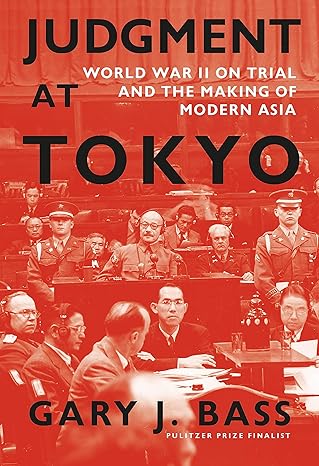 JUDGMENT
AT
WORLD WAR II ON TRIAL
AND THE MAKING OF
MODERN ASIA
TOKYO
GARY J. BASS
PULITZER PRIZE FINALIST